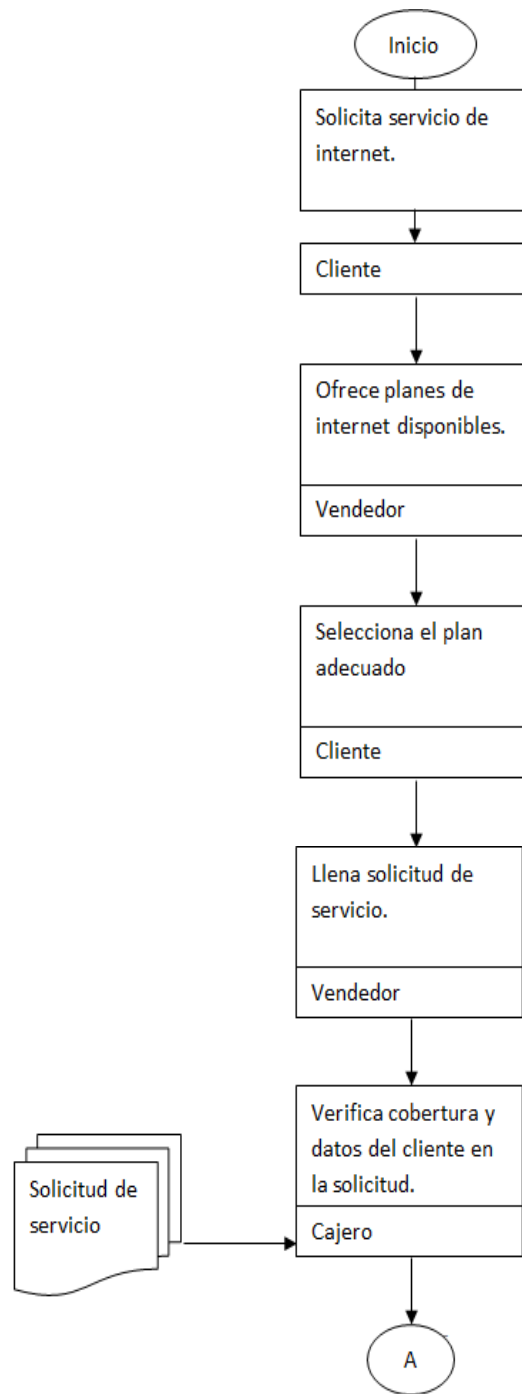 Inicio
Solicita servicio de
internet.
Cliente
Ofrece planes de
internet disponibles.
Vendedor
Selecciona el plan
adecuado
Cliente
Llena solicitud de
servicio.
Vendedor
Verifica cobertura y
datos del cliente en
la solicitud.
Cajero
Solicitud de
servicio
A